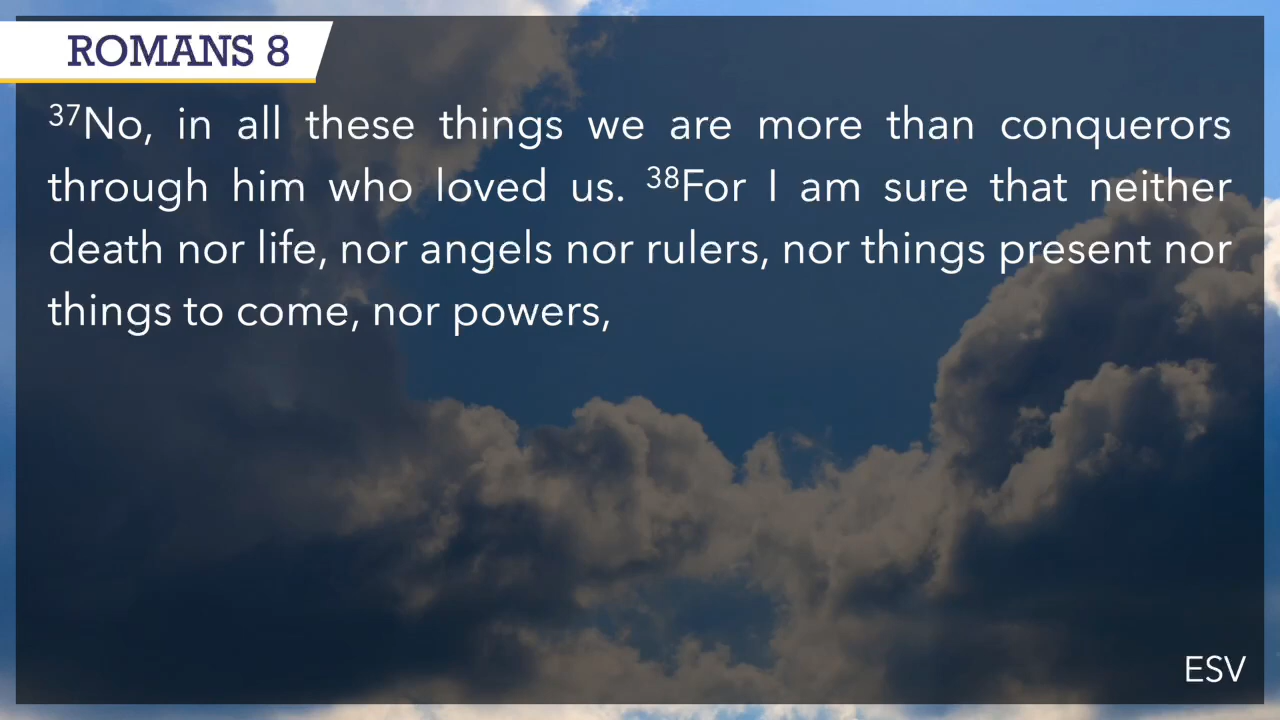 ROMANS 8
³⁷No, in all these things we are more than conquerors
through him who loved us. ³⁸For I am sure that neither
death nor life, nor angels nor rulers, nor things present nor
things to come, nor powers,
ESV